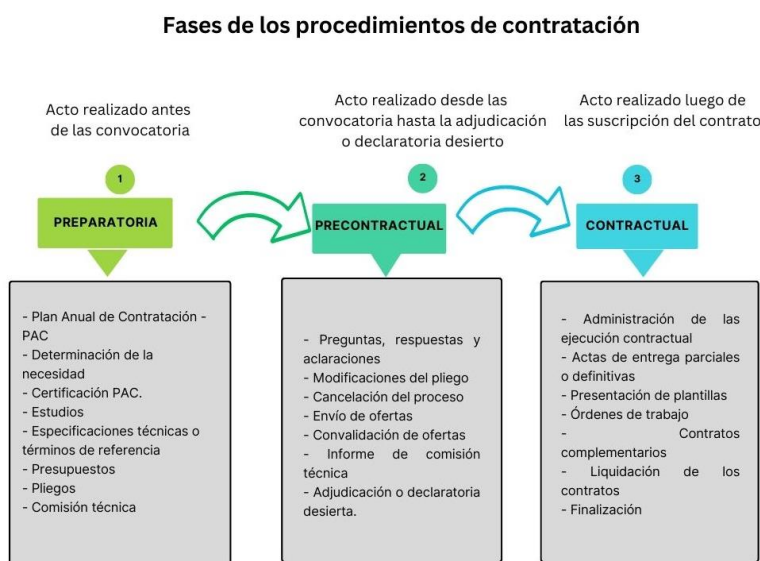 Fases de los procedimientos de contratación
Acto realizado antes
de las convocatoria
1
PREPARATORIA
- Plan Anual de Contratación -
PAC
- Determinación de la
necesidad
- Certificación PAC.
- Estudios
- Especificaciones técnicas o
términos de referencia
- Presupuestos
- Pliegos
- Comisión técnica
Acto realizado desde las
convocatoria hasta la adjudicación
o declaratoria desierto
2
PRECONTRACTUAL
- Preguntas, respuestas y
aclaraciones
- Modificaciones del pliego
- Cancelación del proceso
- Envío de ofertas
- Convalidación de ofertas
- Informe de comisión
técnica
- Adjudicación o declaratoria
desierta.
Acto realizado luego de
las suscripción del contrato
3
CONTRACTUAL
- Administración de las
ejecución contractual
- Actas de entrega parciales
o definitivas
- Presentación de plantillas
- Órdenes de trabajo
- Contratos
complementarios
- Liquidación de los
contratos
- Finalización